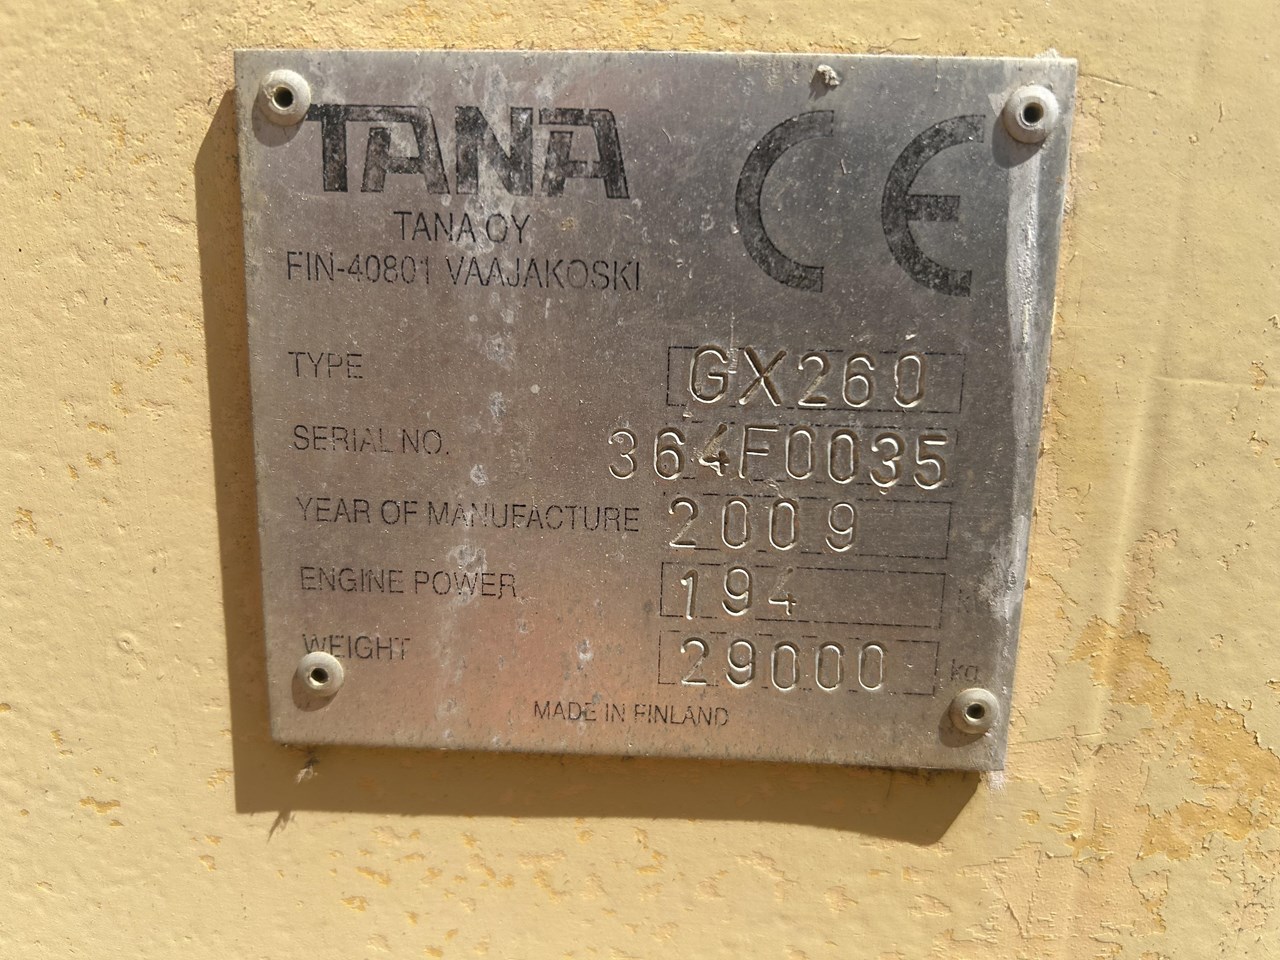 TANA
CE
TANA OY
FIN-40801 VAAJAKOSKI
TYPE GX260
SERIAL NO. 364F0035
YEAR OF MANUFACTURE 2009
ENGINE POWER 194
WEIGHT 29000 kg
MADE IN FINLAND